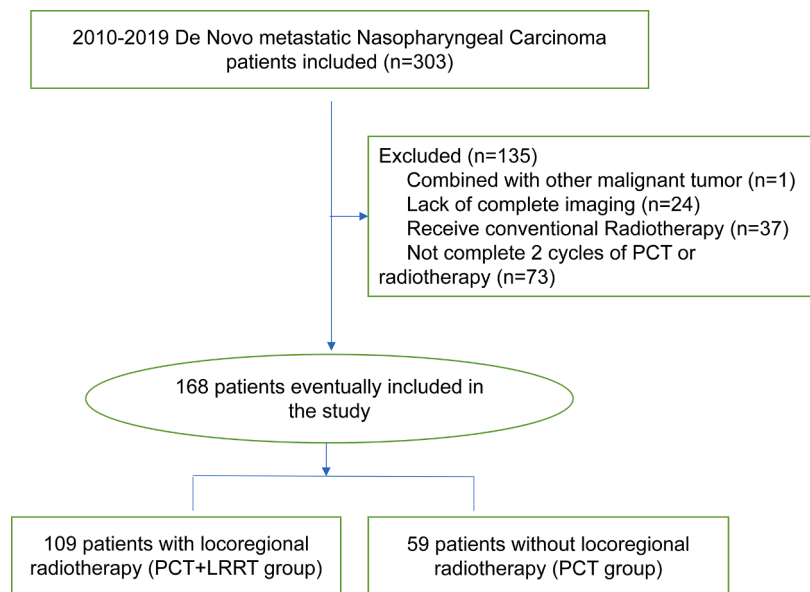 2010-2019 De Novo metastatic Nasopharyngeal Carcinoma
patients included (n=303)
Excluded (n=135)
Combined with other malignant tumor (n=1)
Lack of complete imaging (n=24)
Receive conventional Radiotherapy (n=37)
Not complete 2 cycles of PCT or
radiotherapy (n=73)
168 patients eventually included in
the study
109 patients with locoregional
radiotherapy (PCT+LRRT group)
59 patients without locoregional
radiotherapy (PCT group)